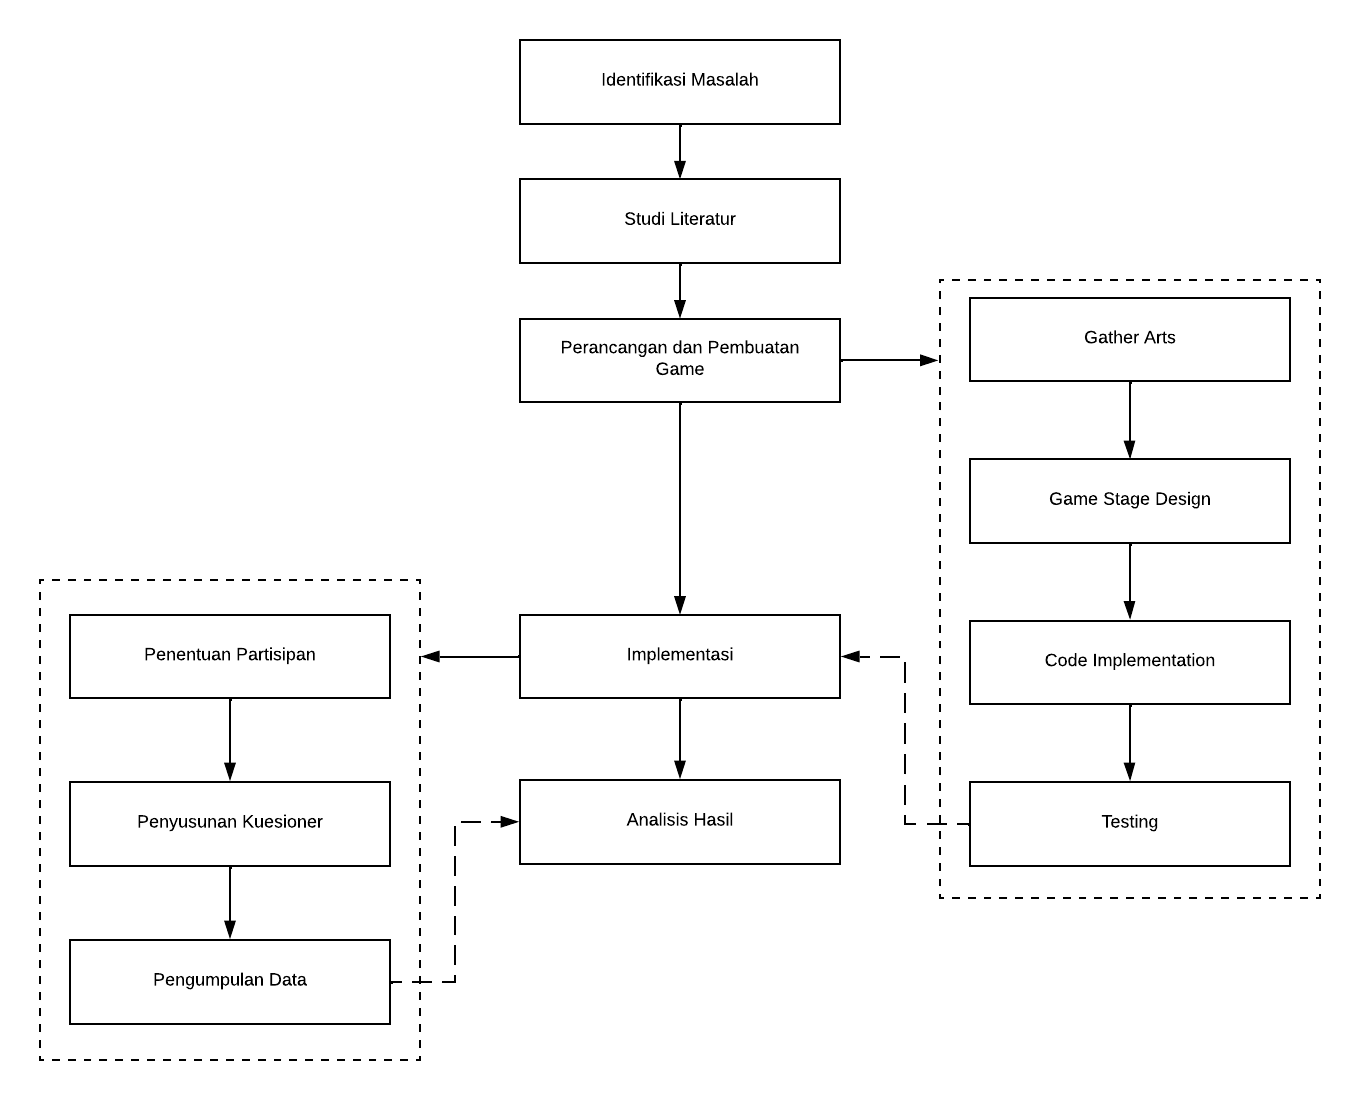 Identifikasi Masalah
Studi Literatur
Perancangan dan Pembuatan
Game
Gather Arts
Game Stage Design
Code Implementation
Testing
Implementasi
Penentuan Partisipan
Penyusunan Kuesioner
Pengumpulan Data
Analisis Hasil